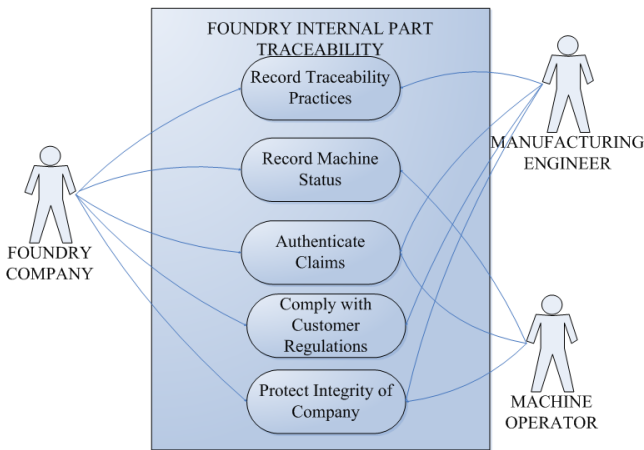 FOUNDRY INTERNAL PART
TRACEABILITY
Record Traceability
Practices
MANUFACTURING
ENGINEER
Record Machine
Status
FOUNDRY
COMPANY
Authenticate
Claims
Comply with
Customer
Regulations
Protect Integrity of
Company
MACHINE
OPERATOR